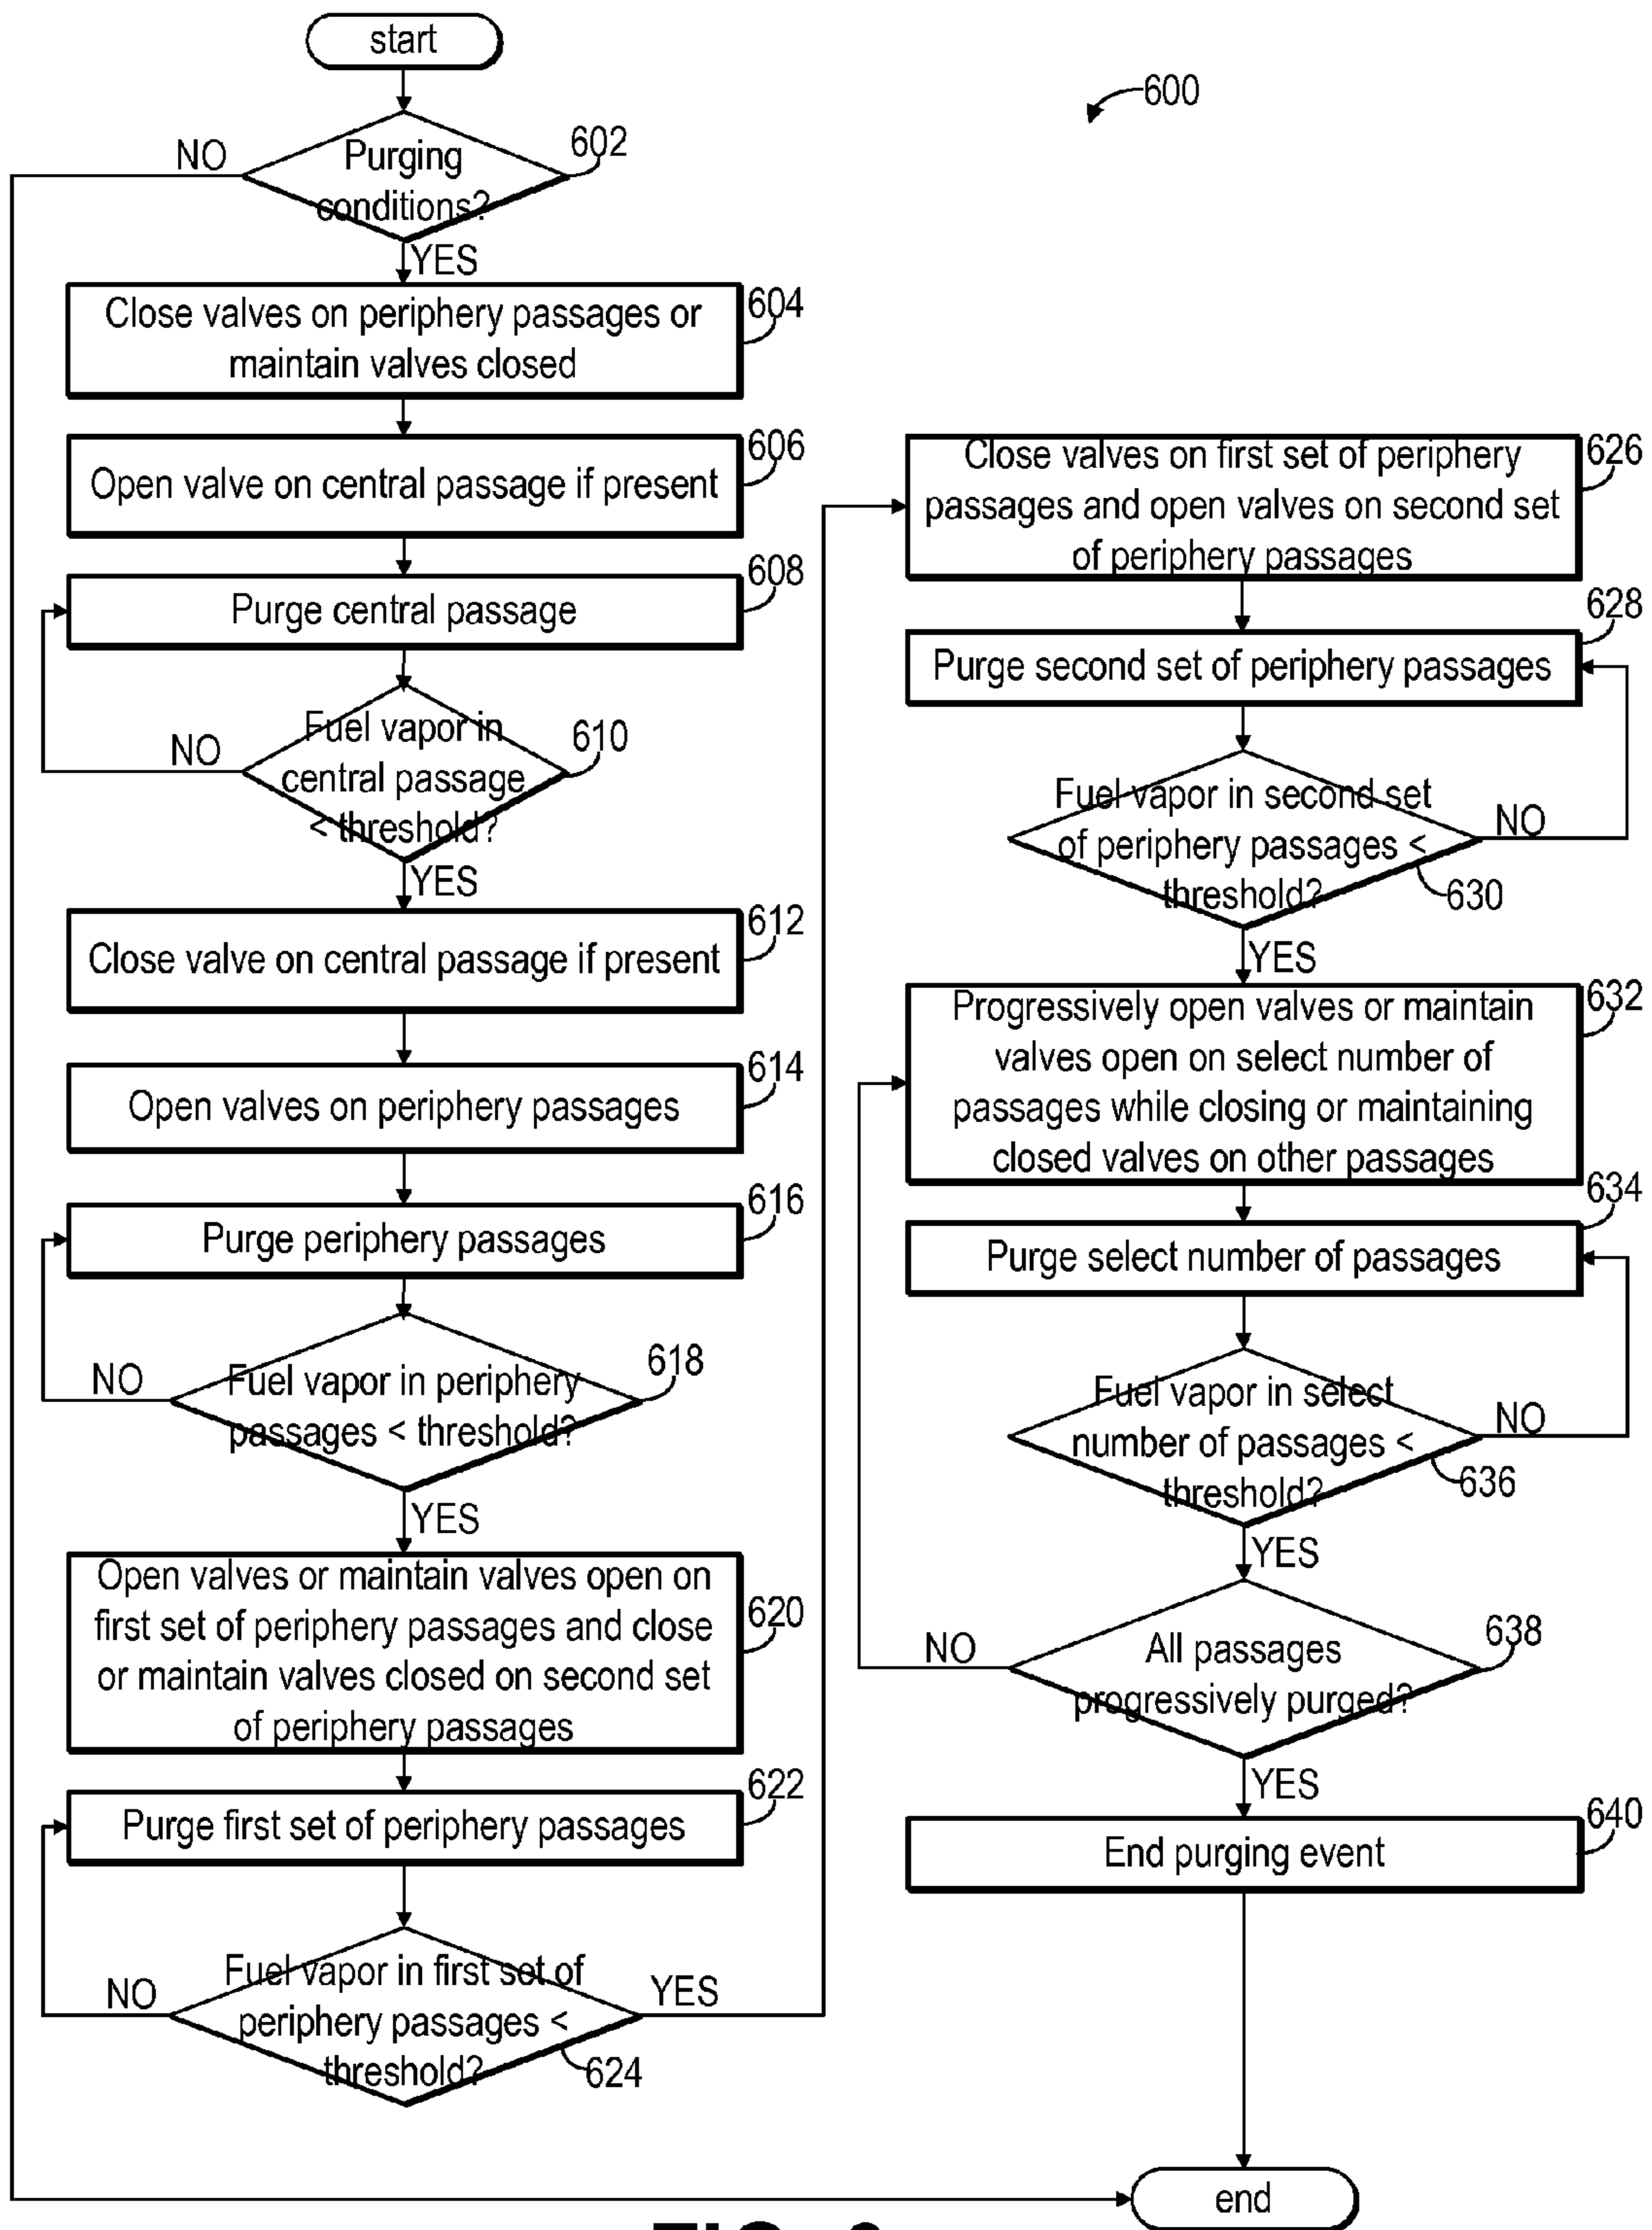 start
600
Purging
conditions?
602
NO
YES
Close valves on periphery passages or
maintain valves closed
604
Open valve on central passage if present
606
Purge central passage
608
Fuel vapor in
central passage
< threshold?
610
NO
YES
Close valve on central passage if present
612
Open valves on periphery passages
614
Purge periphery passages
616
Fuel vapor in periphery
passages < threshold?
618
NO
YES
Open valves or maintain valves open on
first set of periphery passages and close
or maintain valves closed on second set
of periphery passages
620
Purge first set of periphery passages
622
Fuel vapor in first set of
periphery passages <
threshold?
624
NO
YES
Close valves on first set of periphery
passages and open valves on second set
of periphery passages
626
Purge second set of periphery passages
628
Fuel vapor in second set
of periphery passages <
threshold?
630
NO
YES
Progressively open valves or maintain
valves open on select number of
passages while closing or maintaining
closed valves on other passages
632
Purge select number of passages
634
Fuel vapor in select
number of passages <
threshold?
636
NO
YES
All passages
progressively purged?
638
NO
YES
End purging event
640
end